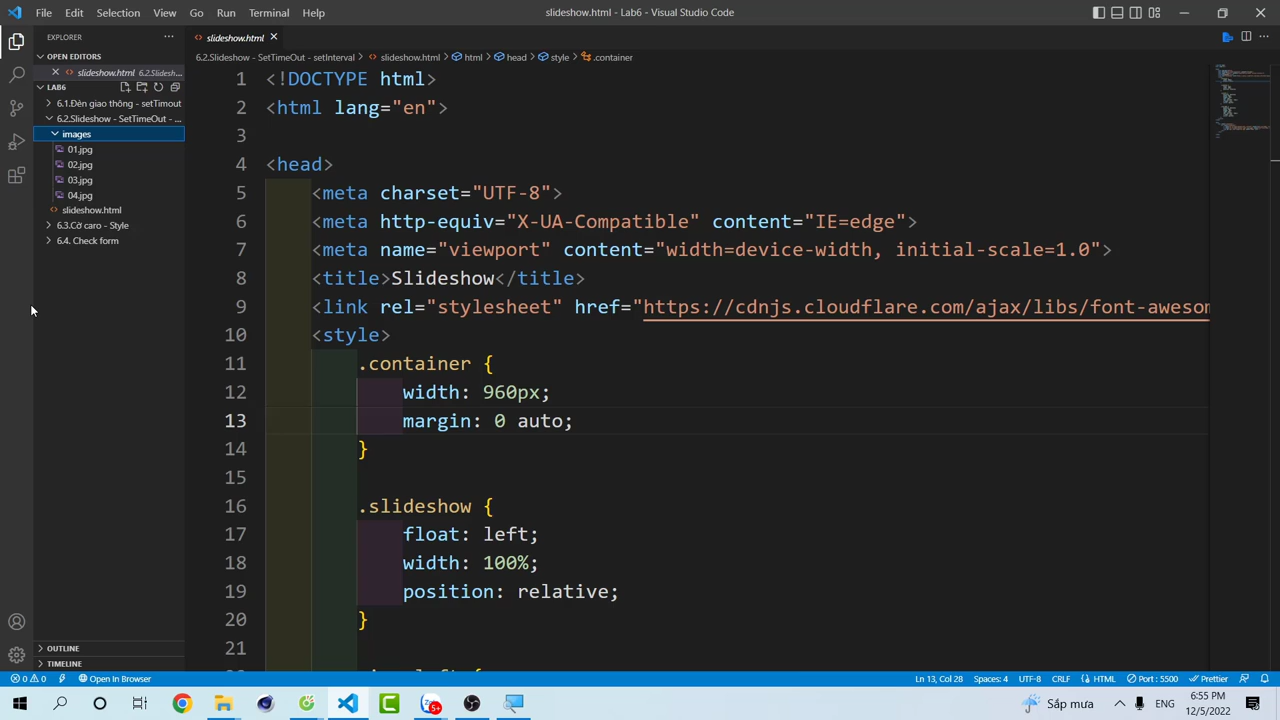 File Edit Selection View Go Run Terminal Help
slideshow.html - Lab6 - Visual Studio Code
EXPLORER
OPEN EDITORS
slideshow.html 6.2.Slidesh...
LAB6
6.1.Đèn giao thông - setTimout
6.2.Slideshow - SetTimeOut - ...
images
01.jpg
02.jpg
03.jpg
04.jpg
slideshow.html
6.3.Cờ caro - Style
6.4. Check form
OUTLINE
TIMELINE
slideshow.html
6.2.Slideshow - SetTimeOut - setInterval > slideshow.html > html > head > style > .container
1 <!DOCTYPE html>
2 <html lang="en">
3
4 <head>
5 <meta charset="UTF-8">
6 <meta http-equiv="X-UA-Compatible" content="IE=edge">
7 <meta name="viewport" content="width=device-width, initial-scale=1.0">
8 <title>Slideshow</title>
9 <link rel="stylesheet" href="https://cdnjs.cloudflare.com/ajax/libs/font-aweson
10 <style>
11 .container {
12 width: 960px;
13 margin: 0 auto;
14 }
15
16 .slideshow {
17 float: left;
18 width: 100%;
19 position: relative;
20 }
21
0 0 Open In Browser
Ln 13, Col 28 Spaces: 4 UTF-8 CRLF HTML Port : 5500 Prettier
5+
Sắp mưa
ENG
6:55 PM
12/5/2022